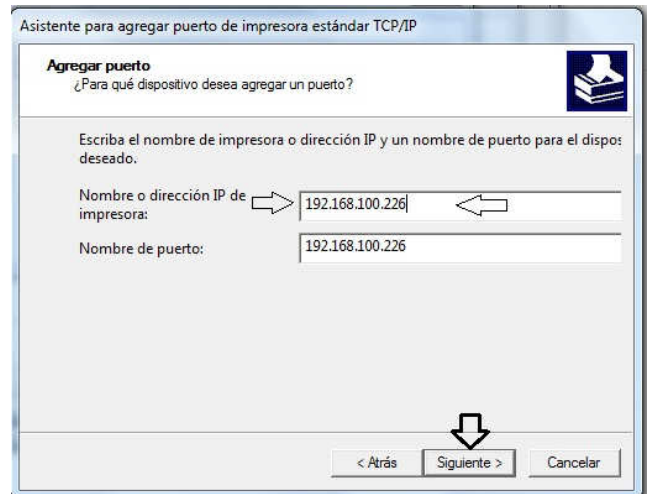 Asistente para agregar puerto de impresora estándar TCP/IP
Agregar puerto
¿Para qué dispositivo desea agregar un puerto?
Escriba el nombre de impresora o dirección IP y un nombre de puerto para el dispos
deseado.
Nombre o dirección IP de
impresora:
192.168.100.226
Nombre de puerto:
192.168.100.226
< Atrás
Siguiente >
Cancelar